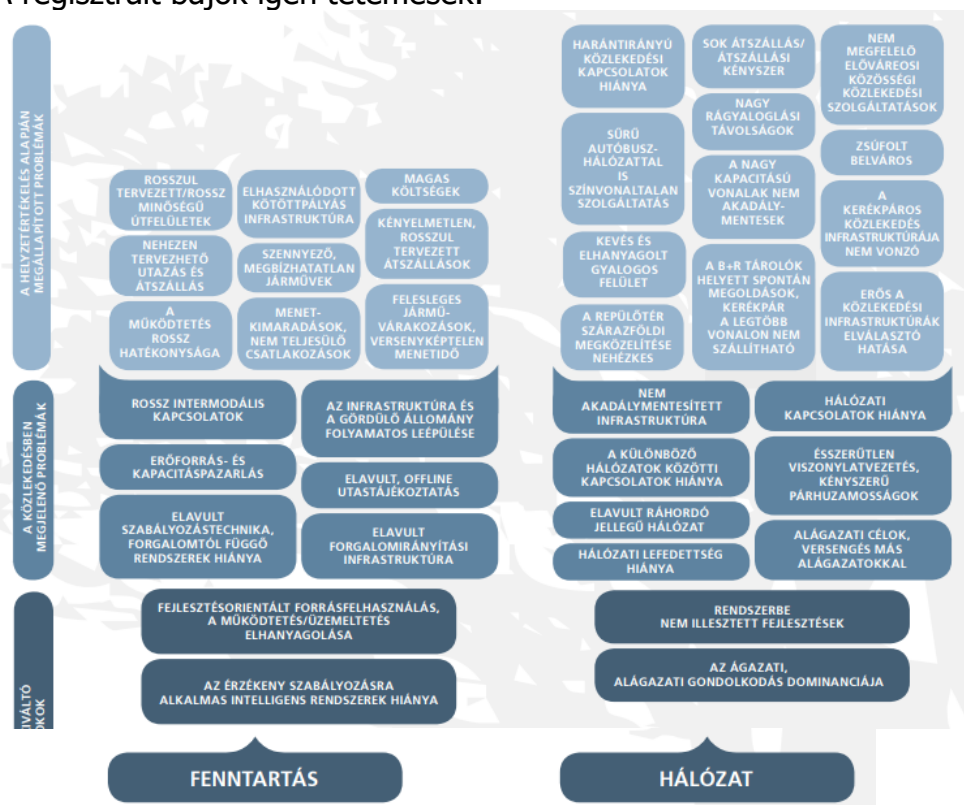 A regisztrált bajok igen tetemesek.
A HELYZETÉRTÉKELÉS ALAPJÁN
MEGÁLLAPÍTOTT PROBLÉMÁK
ROSSZUL
TERVEZETT/ROSSZ
MINŐSÉGŰ
ÚTFELÜLETEK
NEHEZEN
TERVEZHETŐ
UTAZÁS ÉS
ÁTSZÁLLÁS
A
MŰKÖDTETÉS
ROSSZ
HATÉKONYSÁGA
ELHASZNÁLÓDOTT
KÖTÖTTPÁLYÁS
INFRASTRUKTÚRA
SZENNYEZŐ,
MEGBÍZHATATLAN
JÁRMŰVEK
MENET-
KIMARADÁSOK,
NEM TELJESÜLŐ
CSATLAKOZÁSOK
MAGAS
KÖLTSÉGEK
KÉNYELMETLEN,
ROSSZUL
TERVEZETT
ÁTSZÁLLÁSOK
FELESLEGES
JÁRMŰ-
VÁRAKOZÁSOK,
VERSENYKÉPTELEN
MENETIDŐ
HARÁNTIRÁNYÚ
KÖZLEKEDÉSI
KAPCSOLATOK
HIÁNYA
SŰRŰ
AUTÓBUSZ-
HÁLÓZATTAL
IS
SZÍNVONALTALAN
SZOLGÁLTATÁS
KEVÉS ÉS
ELHANYAGOLT
GYALOGOS
FELÜLET
A REPÜLŐTÉR
SZÁRAZFÖLDI
MEGKÖZELÍTÉSE
NEHÉZKES
SOK ÁTSZÁLLÁS/
ÁTSZÁLLÁSI
KÉNYSZER
NAGY
RÁGYALOGLÁSI
TÁVOLSÁGOK
A NAGY
KAPACITÁSÚ
VONALAK NEM
AKADÁLY-
MENTESEK
A B+R TÁROLÓK
HELYETT SPONTÁN
MEGOLDÁSOK,
KERÉKPÁR
A LEGTÖBB
VONALON NEM
SZÁLLÍTHATÓ
NEM
MEGFELELŐ
ELŐVÁREOSI
KÖZÖSSÉGI
KÖZLEKEDÉSI
SZOLGÁLTATÁSOK
ZSÚFOLT
BELVÁROS
A
KERÉKPÁROS
KÖZLEKEDÉS
INFRASTRUKTÚRÁJA
NEM VONZÓ
ERŐS A
KÖZLEKEDÉSI
INFRASTRUKTÚRÁK
ELVÁLASZTÓ
HATÁSA
A KÖZLEKEDÉSBEN
MEGJELENŐ PROBLÉMÁK
ROSSZ INTERMODÁLIS
KAPCSOLATOK
ERŐFORRÁS- ÉS
KAPACITÁSPAZARLÁS
ELAVULT
SZABÁLYOZÁSTECHNIKA,
FORGALOMTÓL FÜGGŐ
RENDSZEREK HIÁNYA
AZ INFRASTRUKTÚRA ÉS
A GÖRDÜLŐ ÁLLOMÁNY
FOLYAMATOS LEÉPÜLÉSE
ELAVULT, OFFLINE
UTASTÁJÉKOZTATÁS
ELAVULT
FORGALOMIRÁNYÍTÁSI
INFRASTRUKTÚRA
NEM
AKADÁLYMENTESÍTETT
INFRASTRUKTÚRA
A KÜLÖNBÖZŐ
HÁLÓZATOK KÖZÖTTI
KAPCSOLATOK HIÁNYA
ELAVULT RÁHORDÓ
JELLEGŰ HÁLÓZAT
HÁLÓZATI LEFEDETTSÉG
HIÁNYA
HÁLÓZATI
KAPCSOLATOK HIÁNYA
ÉSSZERŰTLEN
VISZONYLATVEZETÉS,
KÉNYSZERŰ
PÁRHUZAMOSSÁGOK
ALÁGAZATI CÉLOK,
VERSENGÉS MÁS
ALÁGAZATOKKAL
FEJLESZTÉSORIENTÁLT FORRÁSFELHASZNÁLÁS,
A MŰKÖDTETÉS/ÜZEMELTETÉS
ELHANYAGOLÁSA
AZ ÉRZÉKENY SZABÁLYOZÁSRA
ALKALMAS INTELLIGENS RENDSZEREK HIÁNYA
RENDSZERBE
NEM ILLESZTETT FEJLESZTÉSEK
AZ ÁGAZATI,
ALÁGAZATI GONDOLKODÁS DOMINANCIÁJA
FENNTARTÁS
HÁLÓZAT